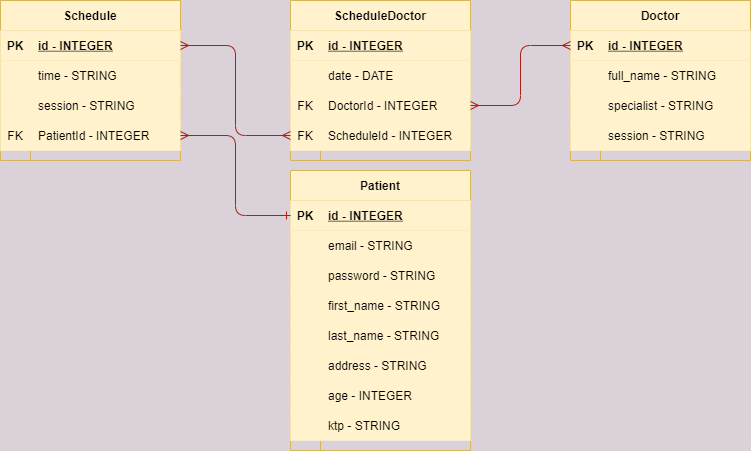 Schedule
PK id - INTEGER
time - STRING
session - STRING
FK PatientId - INTEGER
ScheduleDoctor
PK id - INTEGER
date - DATE
FK DoctorId - INTEGER
FK ScheduleId - INTEGER
Doctor
PK id - INTEGER
full_name - STRING
specialist - STRING
session - STRING
Patient
PK id - INTEGER
email - STRING
password - STRING
first_name - STRING
last_name - STRING
address - STRING
age - INTEGER
ktp - STRING